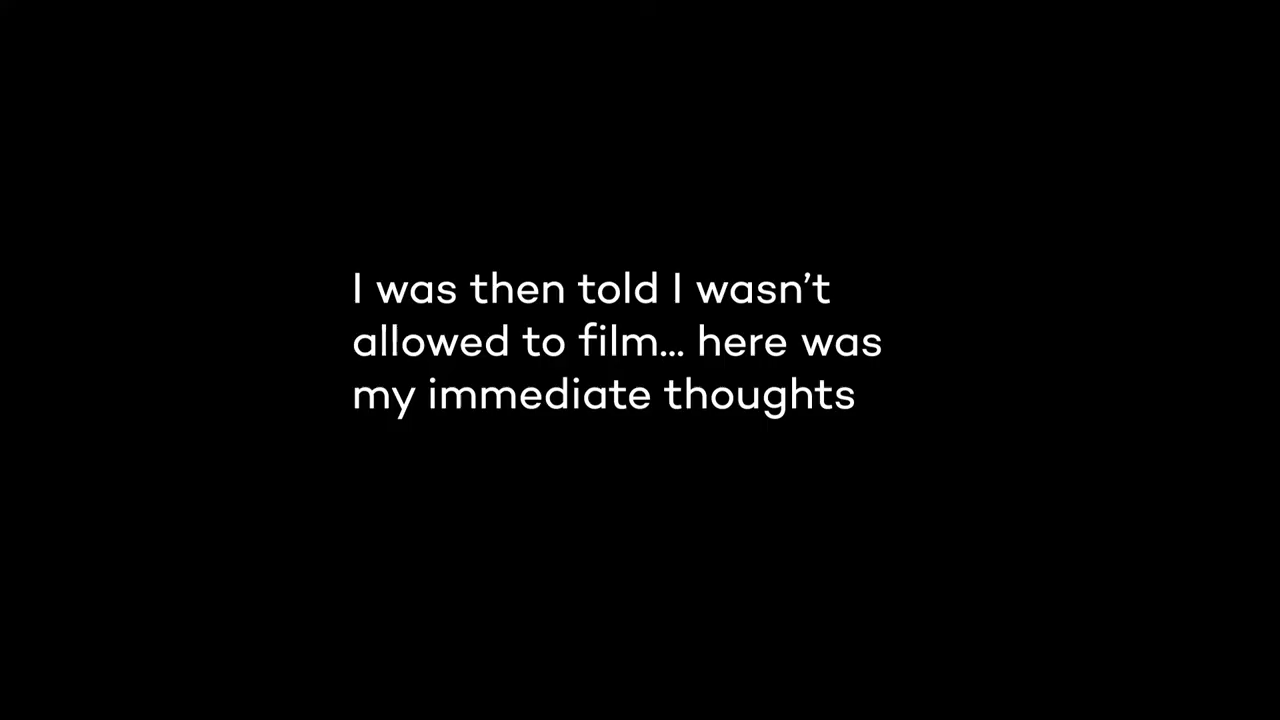 I was then told I wasn’t
allowed to film... here was
my immediate thoughts